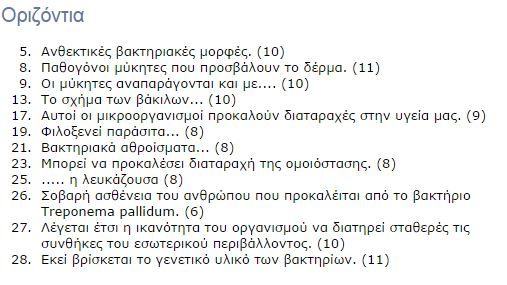 Οριζόντια
5. Ανθεκτικές βακτηριακές μορφές. (10)
8. Παθογόνοι μύκητες που προσβάλουν το δέρμα. (11)
9. Οι μύκητες αναπαράγονται και με.... (10)
13. Το σχήμα των βάκιλων... (10)
17. Αυτοί οι μικροοργανισμοί προκαλούν διαταραχές στην υγεία μας. (9)
19. Φιλοξενεί παράσιτα... (8)
21. Βακτηριακά αθροίσματα... (8)
23. Μπορεί να προκαλέσει διαταραχή της ομοιόστασης. (8)
25. ..... η λευκάζουσα (8)
26. Σοβαρή ασθένεια του ανθρώπου που προκαλέιται από το βακτήριο
Treponema pallidum. (6)
27. Λέγεται έτσι η ικανότητα του οργανισμού να διατηρεί σταθερές τις
συνθήκες του εσωτερικού περιβάλλοντος. (10)
28. Εκεί βρίσκεται το γενετικό υλικό των βακτηρίων. (11)